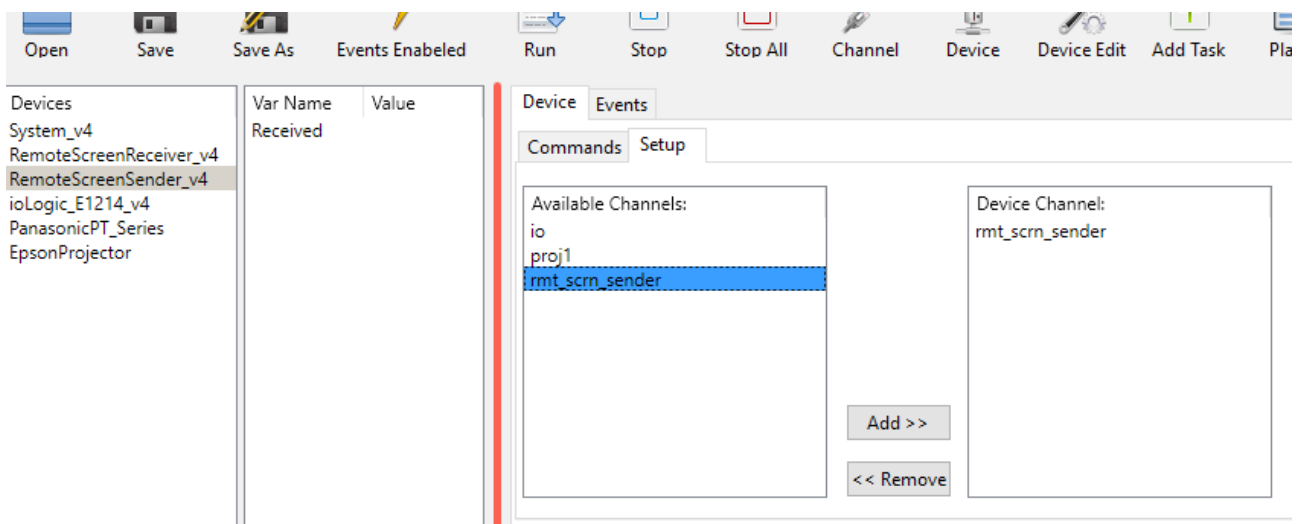 Open Save Save As Events Enabeled Run Stop Stop All Channel Device Device Edit Add Task
Devices
System_v4
RemoteScreenReceiver_v4
RemoteScreenSender_v4
ioLogic_E1214_v4
PanasonicPT_Series
EpsonProjector
Var Name Value
Received
Device Events
Commands Setup
Available Channels:
io
proj1
rmt_scrn_sender
Add >>
<< Remove
Device Channel:
rmt_scrn_sender